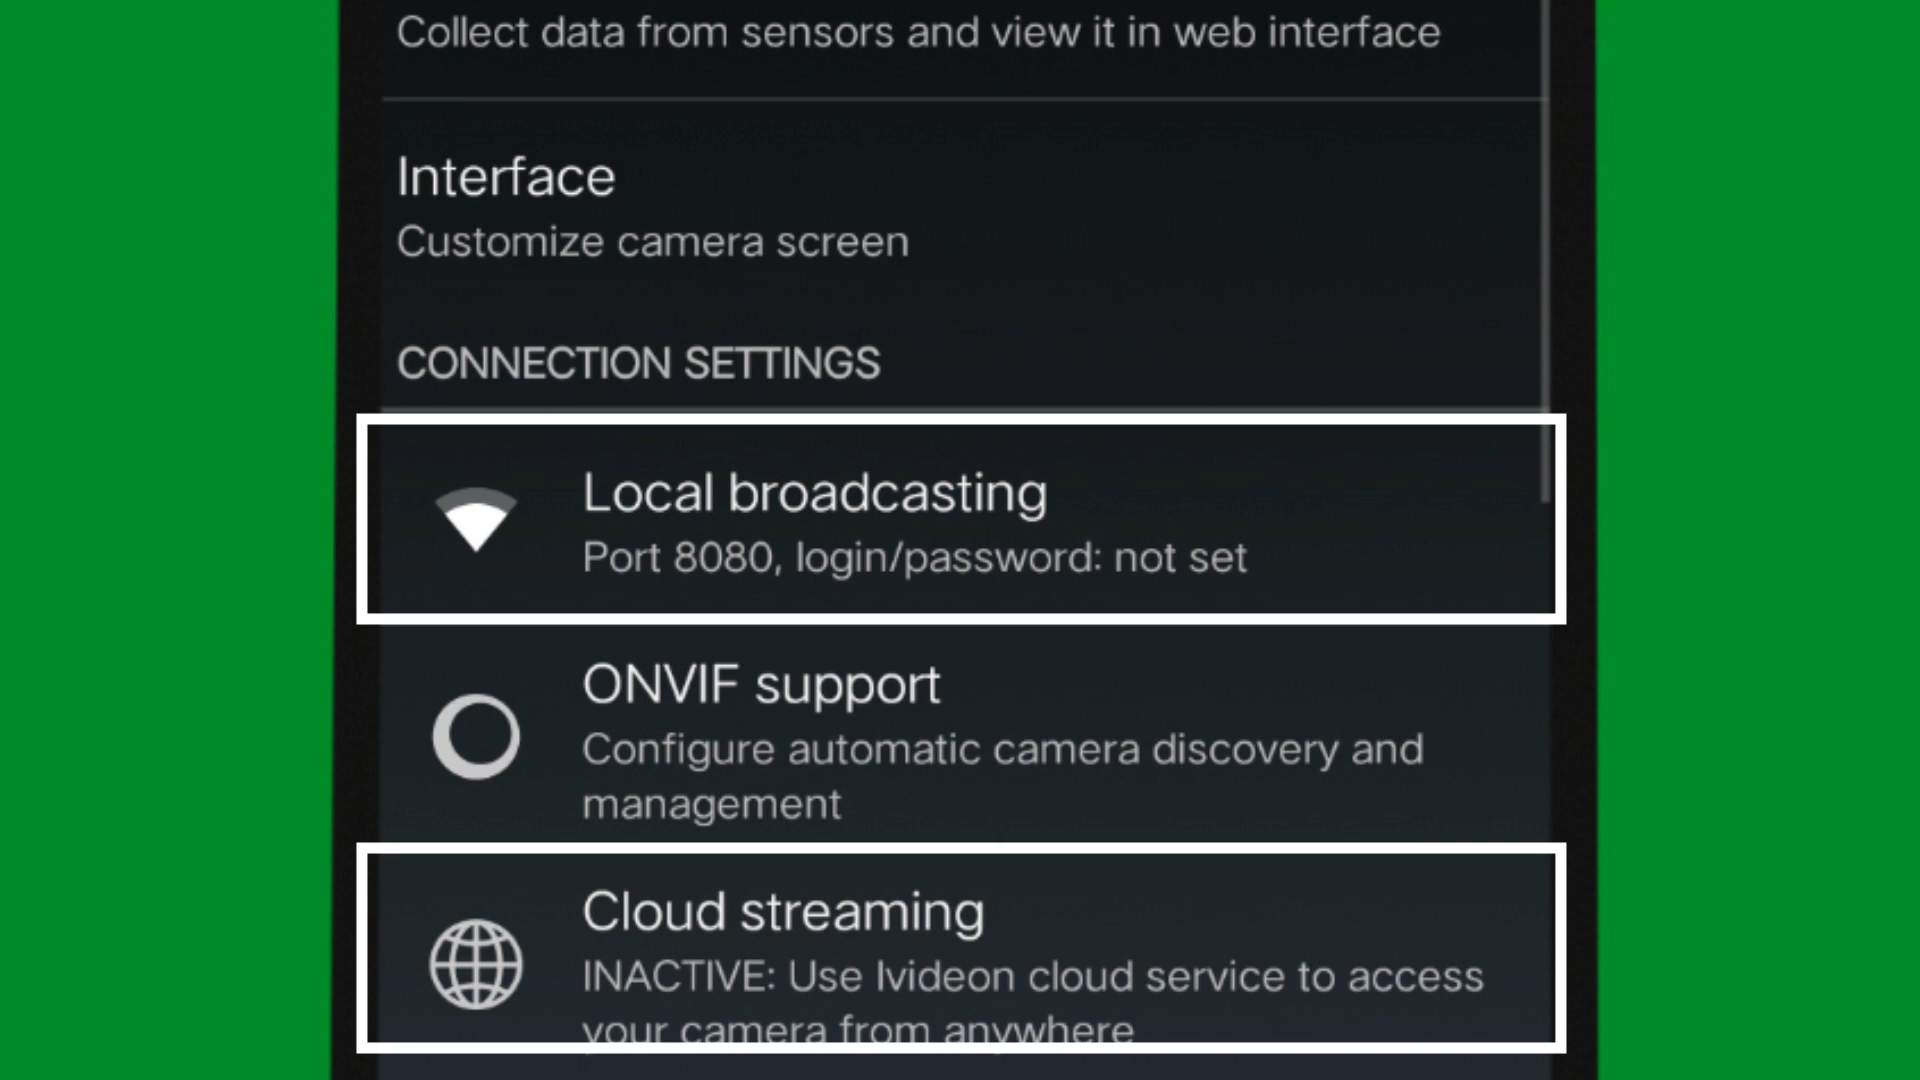 Collect data from sensors and view it in web interface
Interface
Customize camera screen
CONNECTION SETTINGS
Local broadcasting
Port 8080, login/password: not set
ONVIF support
Configure automatic camera discovery and
management
Cloud streaming
INACTIVE: Use Ivideon cloud service to access
your camera from anywhere